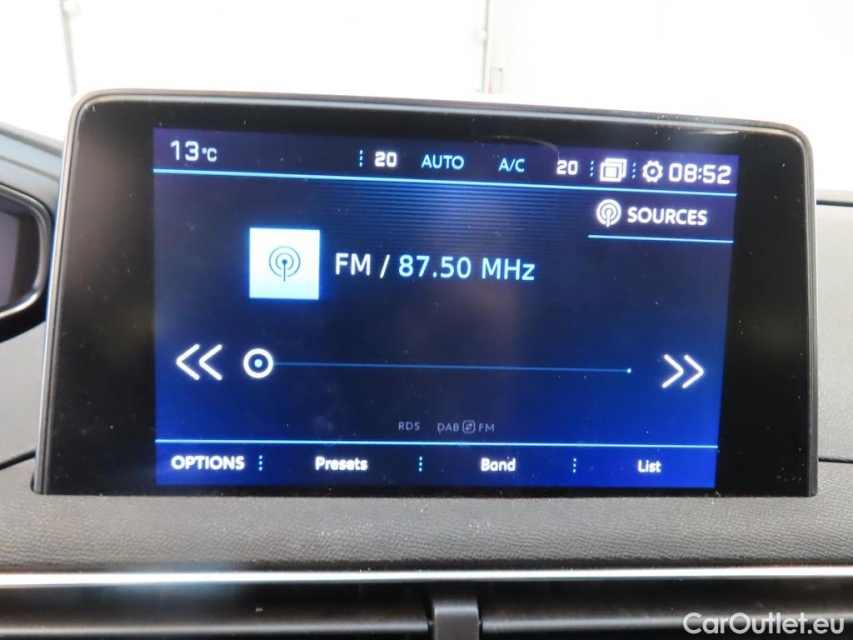 13°C 20 AUTO A/C 20 08:52
SOURCES
FM / 87.50 MHz
RDS DAB FM
OPTIONS Presets Band List
CarOutlet.eu